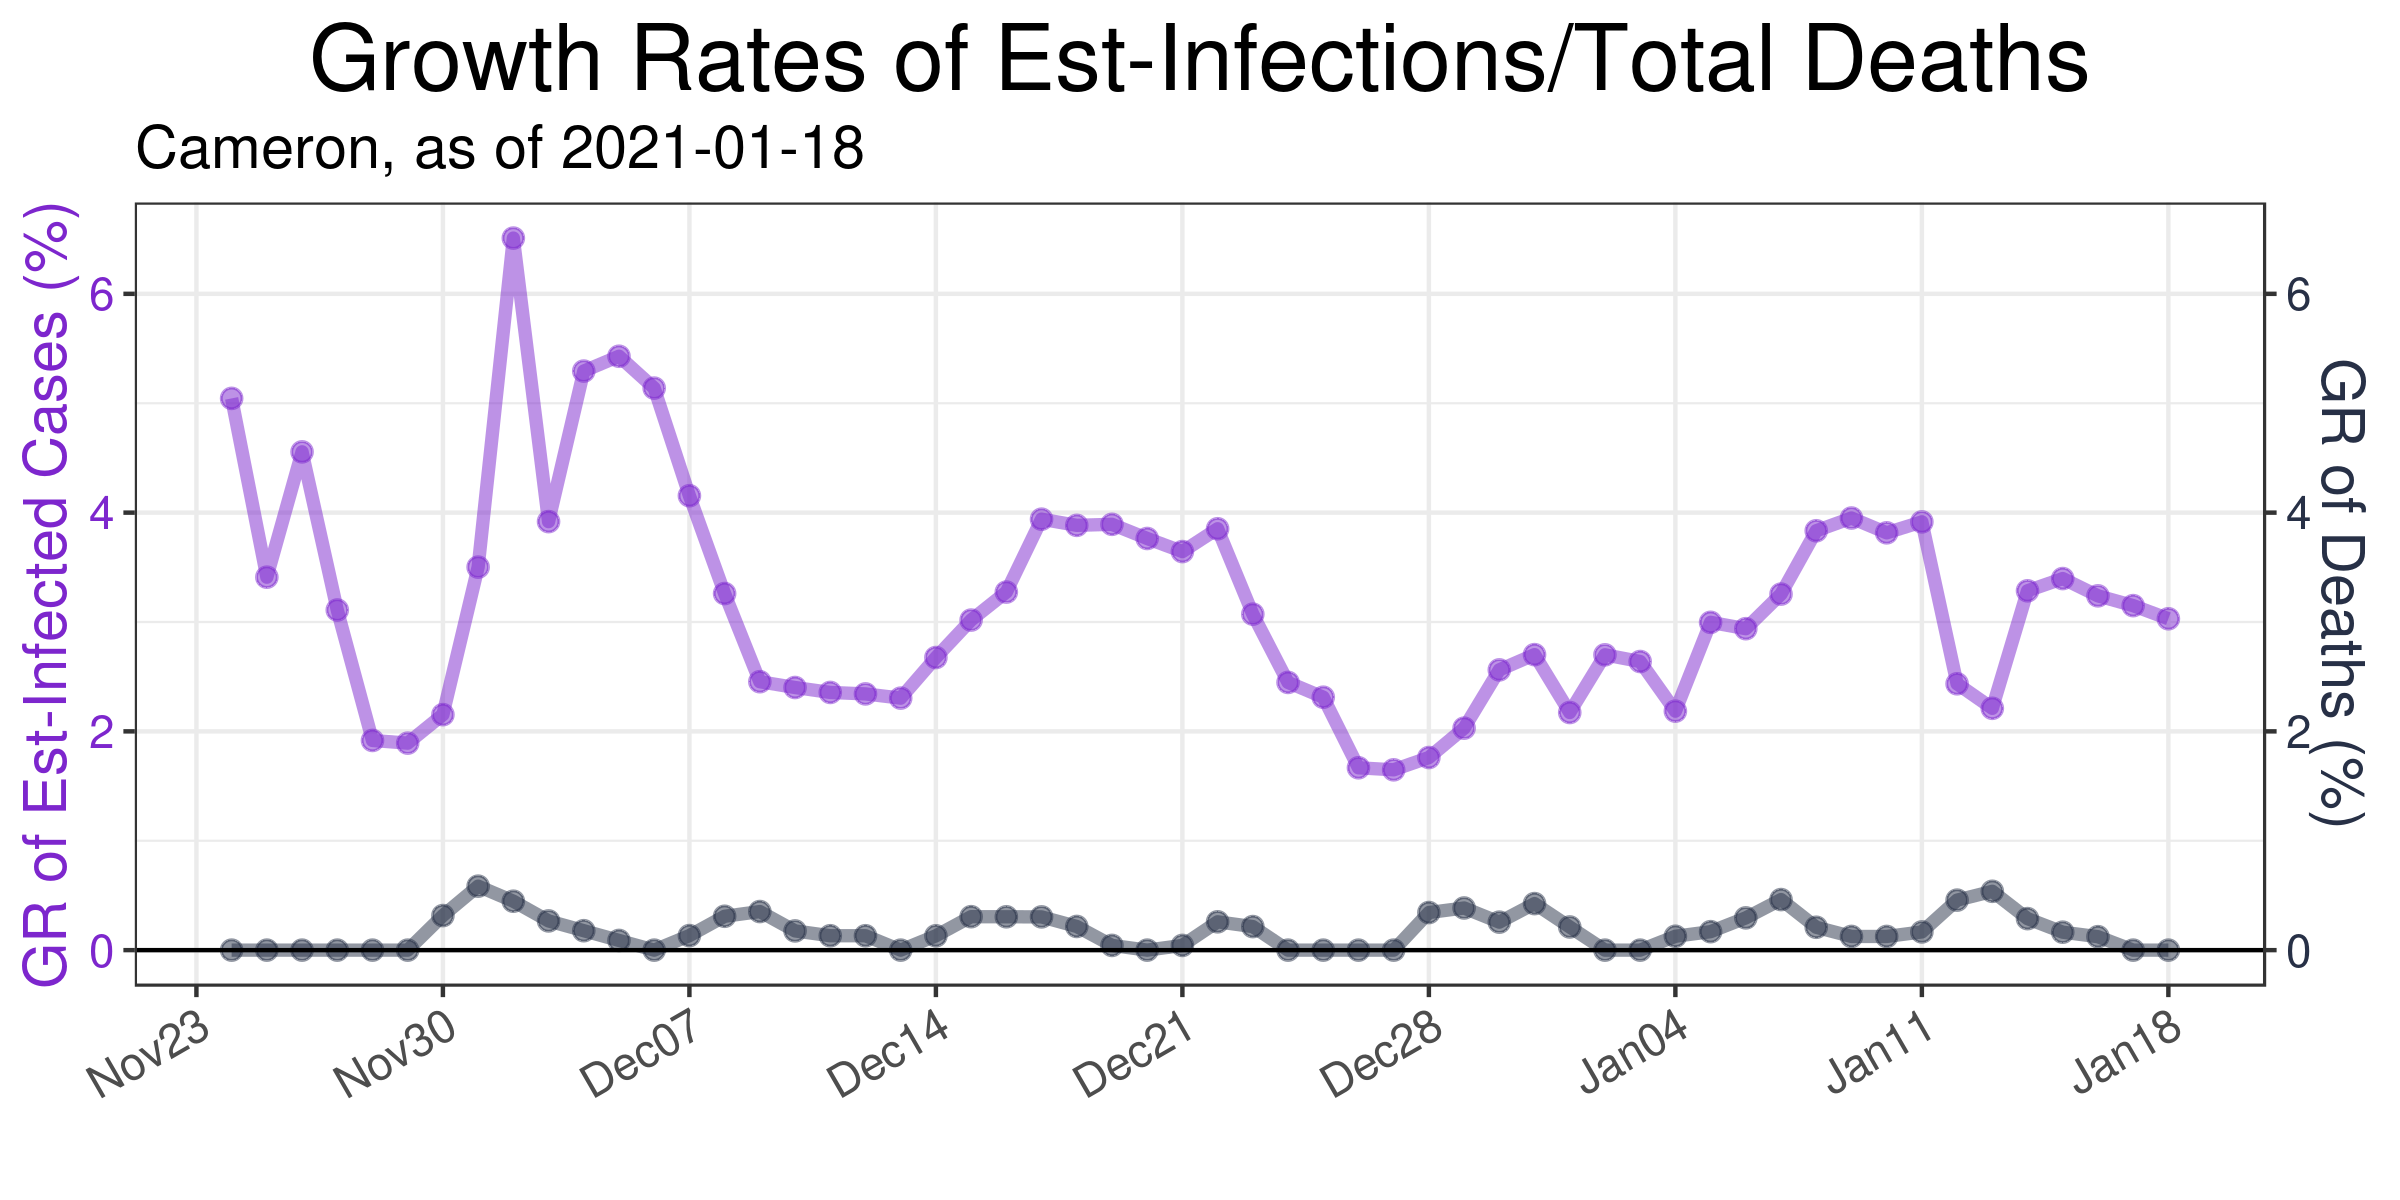 Growth Rates of Est-Infections/Total Deaths
Cameron, as of 2021-01-18
GR of Est-Infected Cases (%)
6
4
2
0
6
4
2
0
GR of Deaths (%)
Nov23
Nov30
Dec07
Dec14
Dec21
Dec28
Jan04
Jan11
Jan18